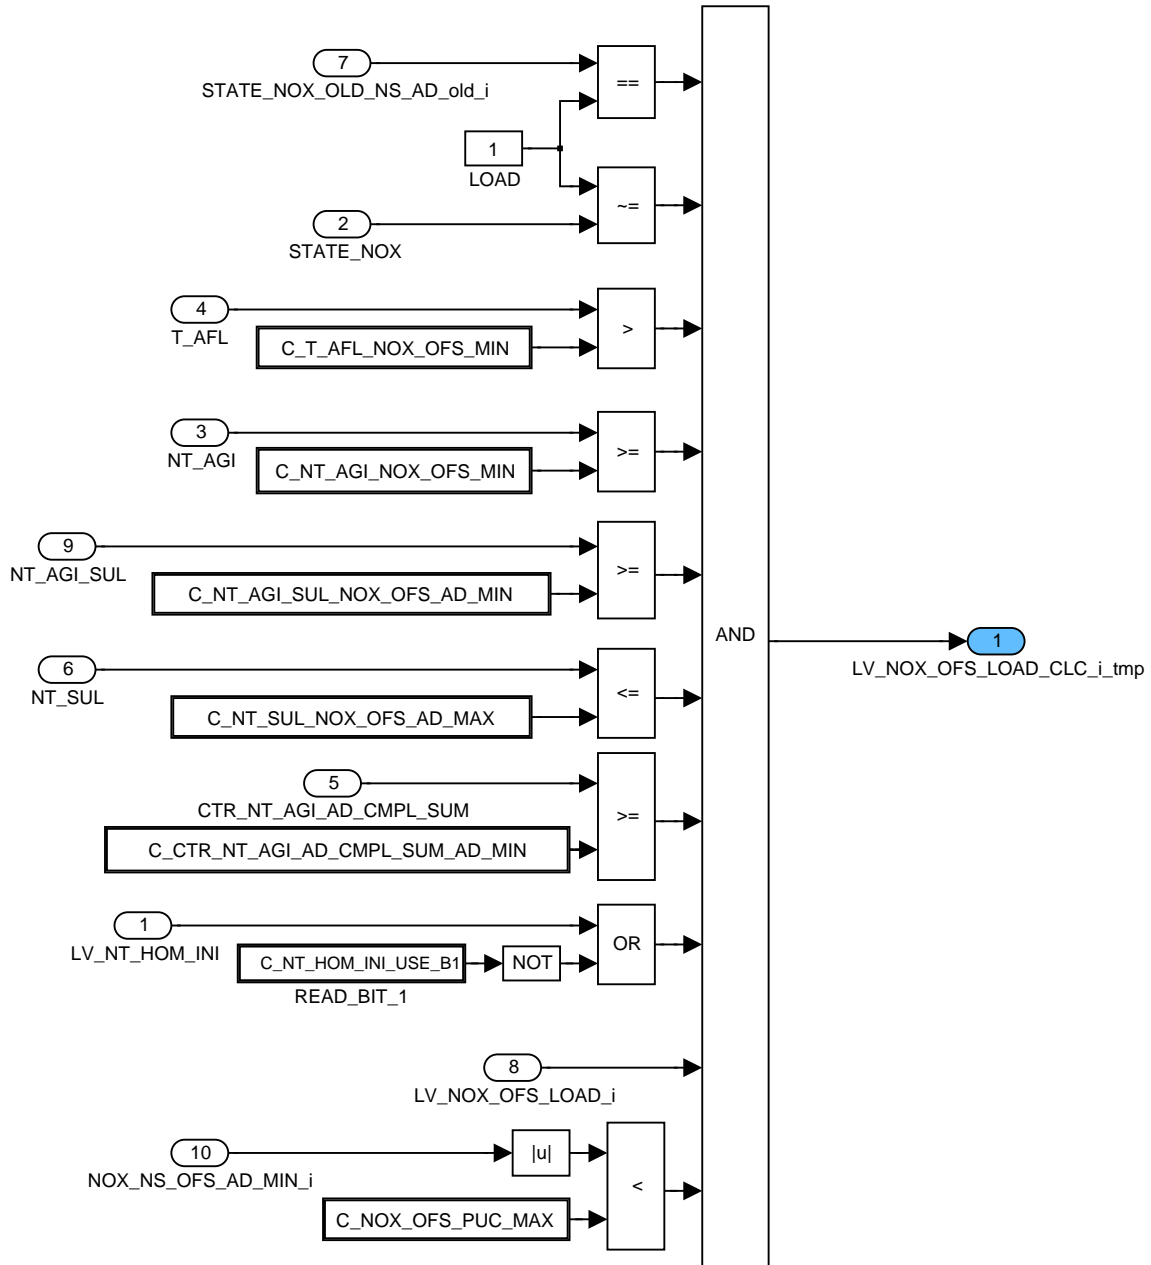 7
STATE_NOX_OLD_NS_AD_old_i
==
1
LOAD
~=
2
STATE_NOX
4
T_AFL
C_T_AFL_NOX_OFS_MIN
>
3
NT_AGI
C_NT_AGI_NOX_OFS_MIN
>=
9
NT_AGI_SUL
C_NT_AGI_SUL_NOX_OFS_AD_MIN
>=
AND
1
LV_NOX_OFS_LOAD_CLC_i_tmp
6
NT_SUL
C_NT_SUL_NOX_OFS_AD_MAX
<=
5
CTR_NT_AGI_AD_CMPL_SUM
C_CTR_NT_AGI_AD_CMPL_SUM_AD_MIN
>=
1
LV_NT_HOM_INI
C_NT_HOM_INI_USE_B1
READ_BIT_1
NOT
OR
8
LV_NOX_OFS_LOAD_i
10
NOX_NS_OFS_AD_MIN_i
|u|
C_NOX_OFS_PUC_MAX
<